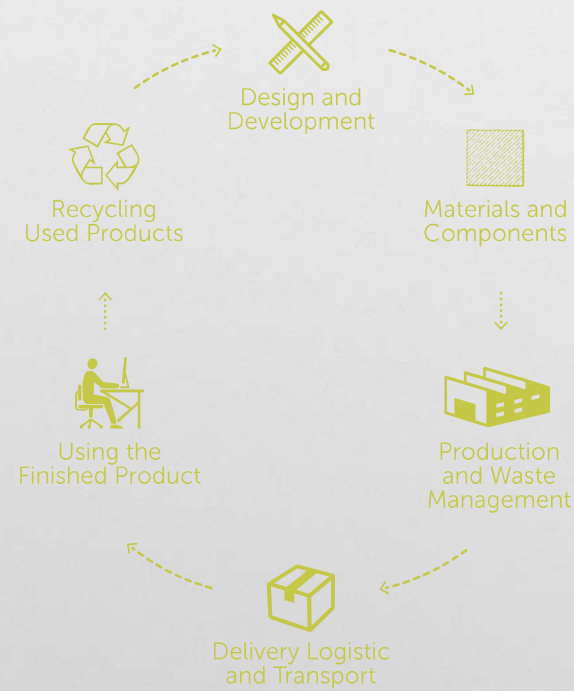 Design and
Development
Materials and
Components
Production
and Waste
Management
Delivery Logistic
and Transport
Using the
Finished Product
Recycling
Used Products